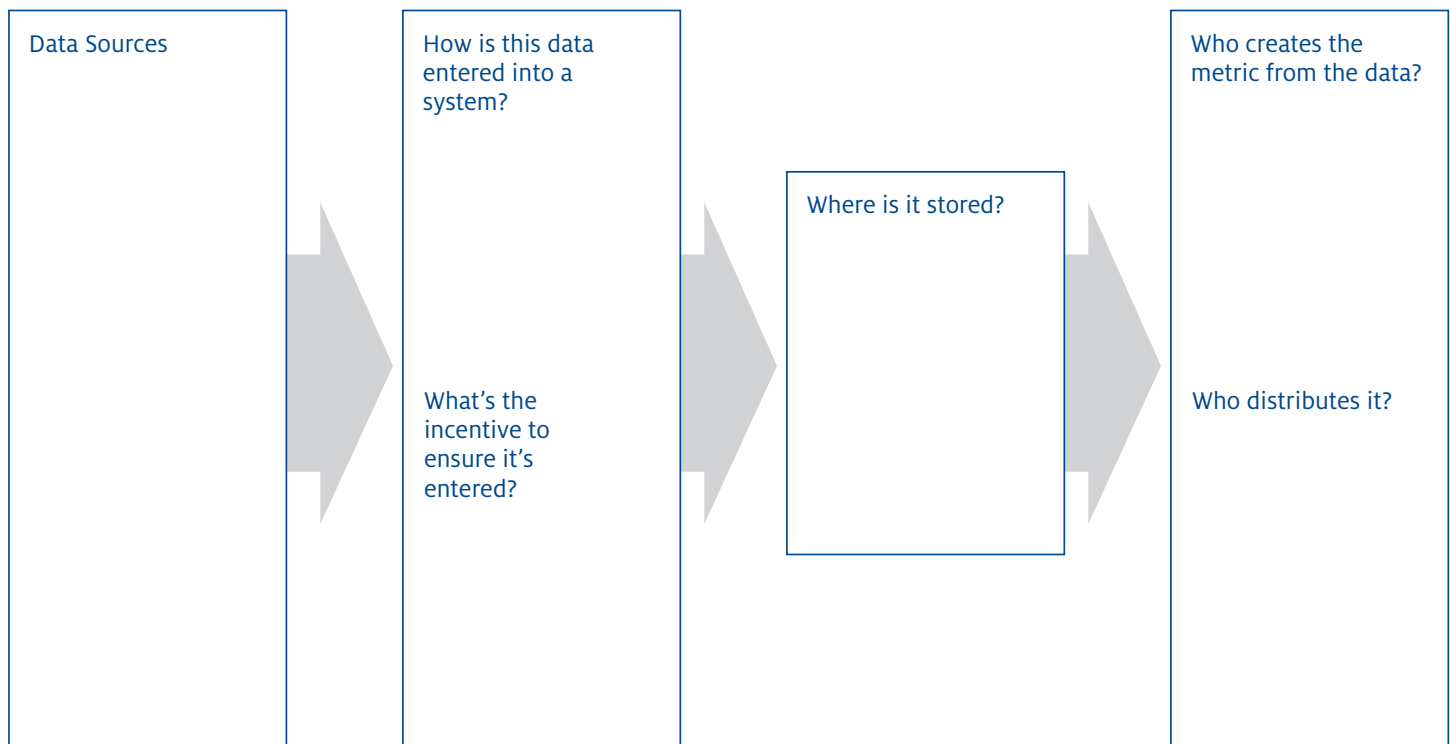 Data Sources
How is this data
entered into a
system?
What’s the
incentive to
ensure it’s
entered?
Where is it stored?
Who creates the
metric from the data?
Who distributes it?